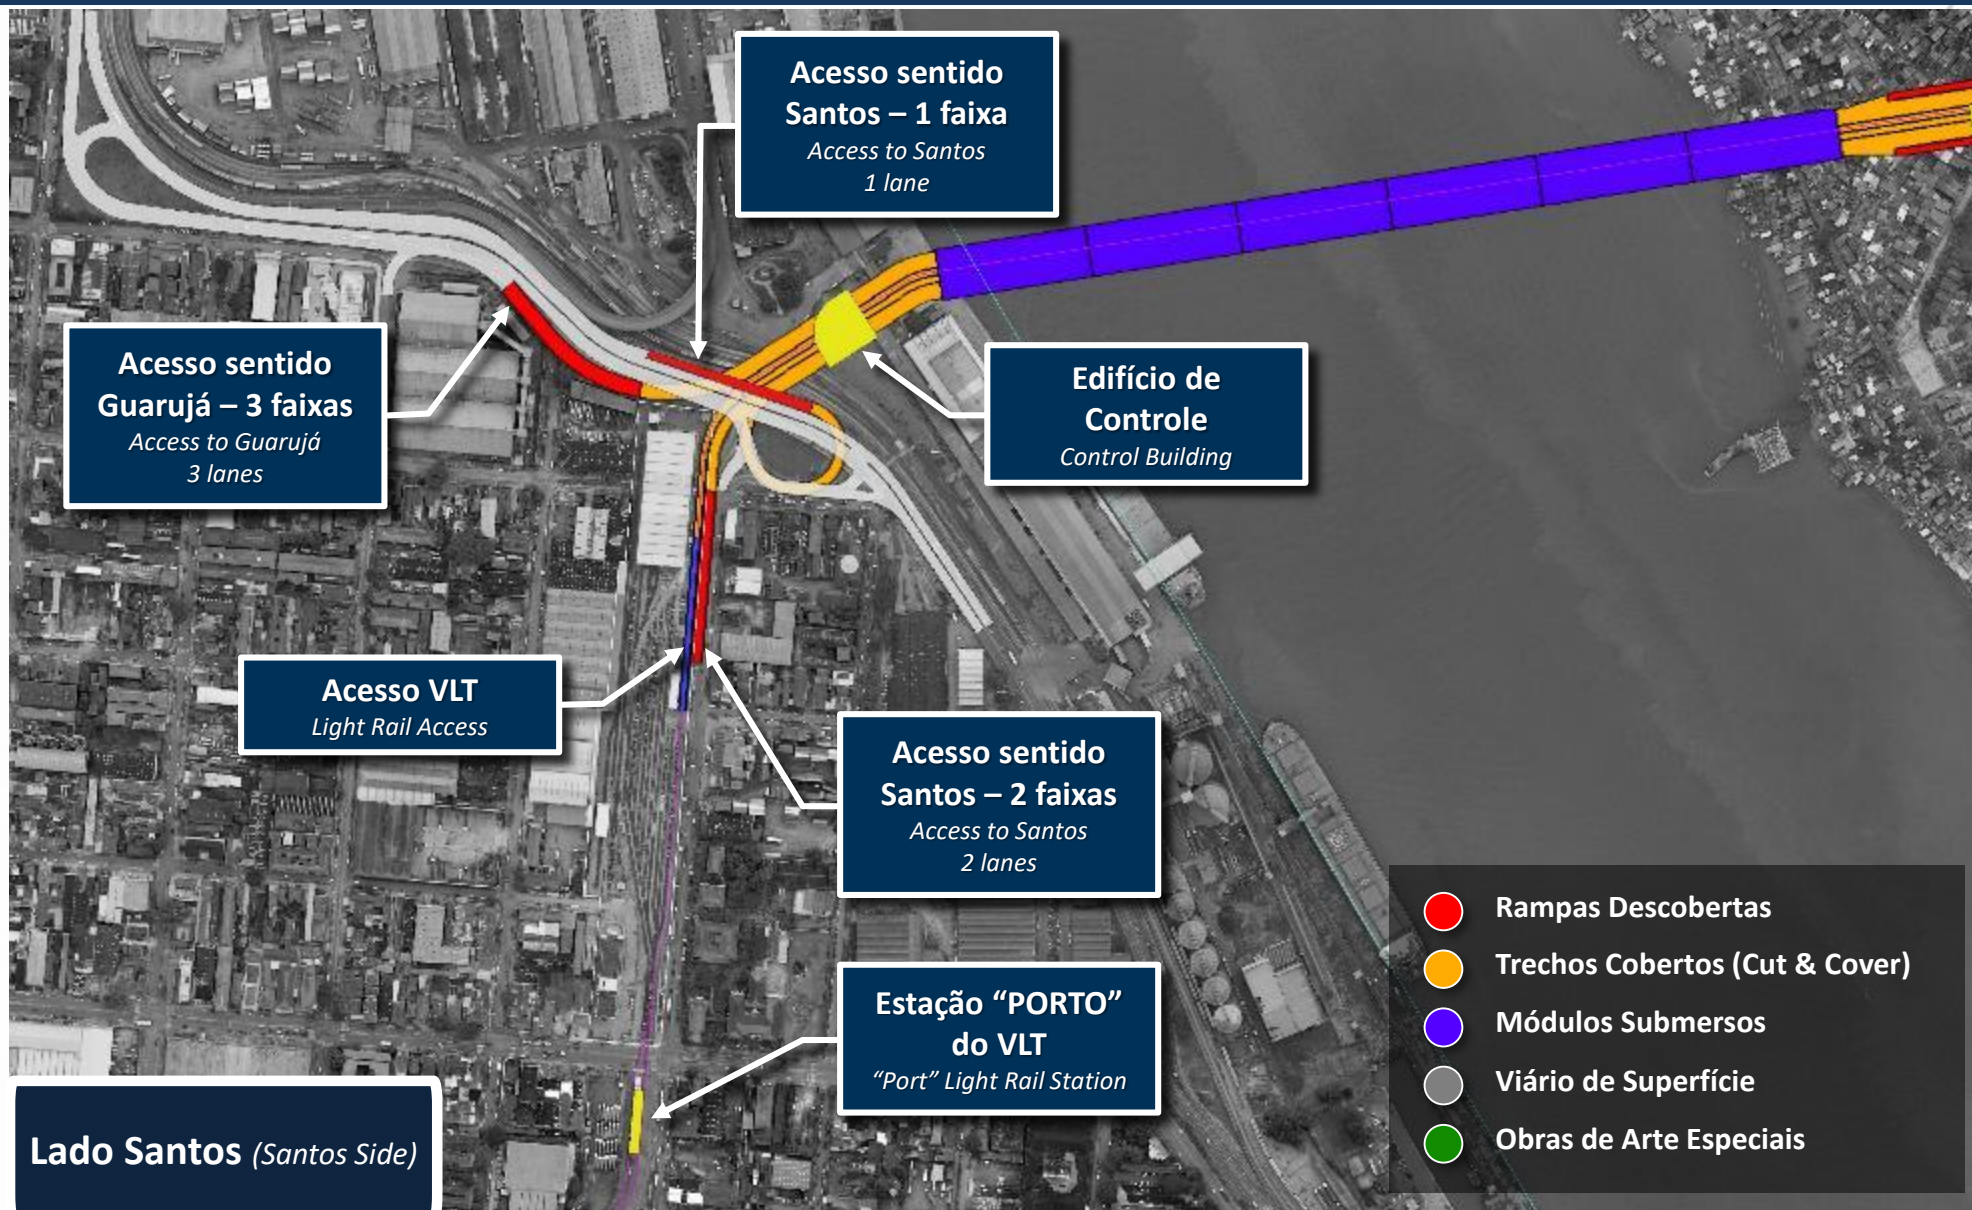 Acesso sentido
Santos – 1 faixa
Access to Santos
1 lane
Acesso sentido
Guarujá – 3 faixas
Access to Guarujá
3 lanes
Edifício de
Controle
Control Building
Acesso VLT
Light Rail Access
Acesso sentido
Santos – 2 faixas
Access to Santos
2 lanes
Estação “PORTO”
do VLT
“Port” Light Rail Station
Rampas Descobertas
Trechos Cobertos (Cut & Cover)
Módulos Submersos
Viário de Superfície
Obras de Arte Especiais
Lado Santos (Santos Side)